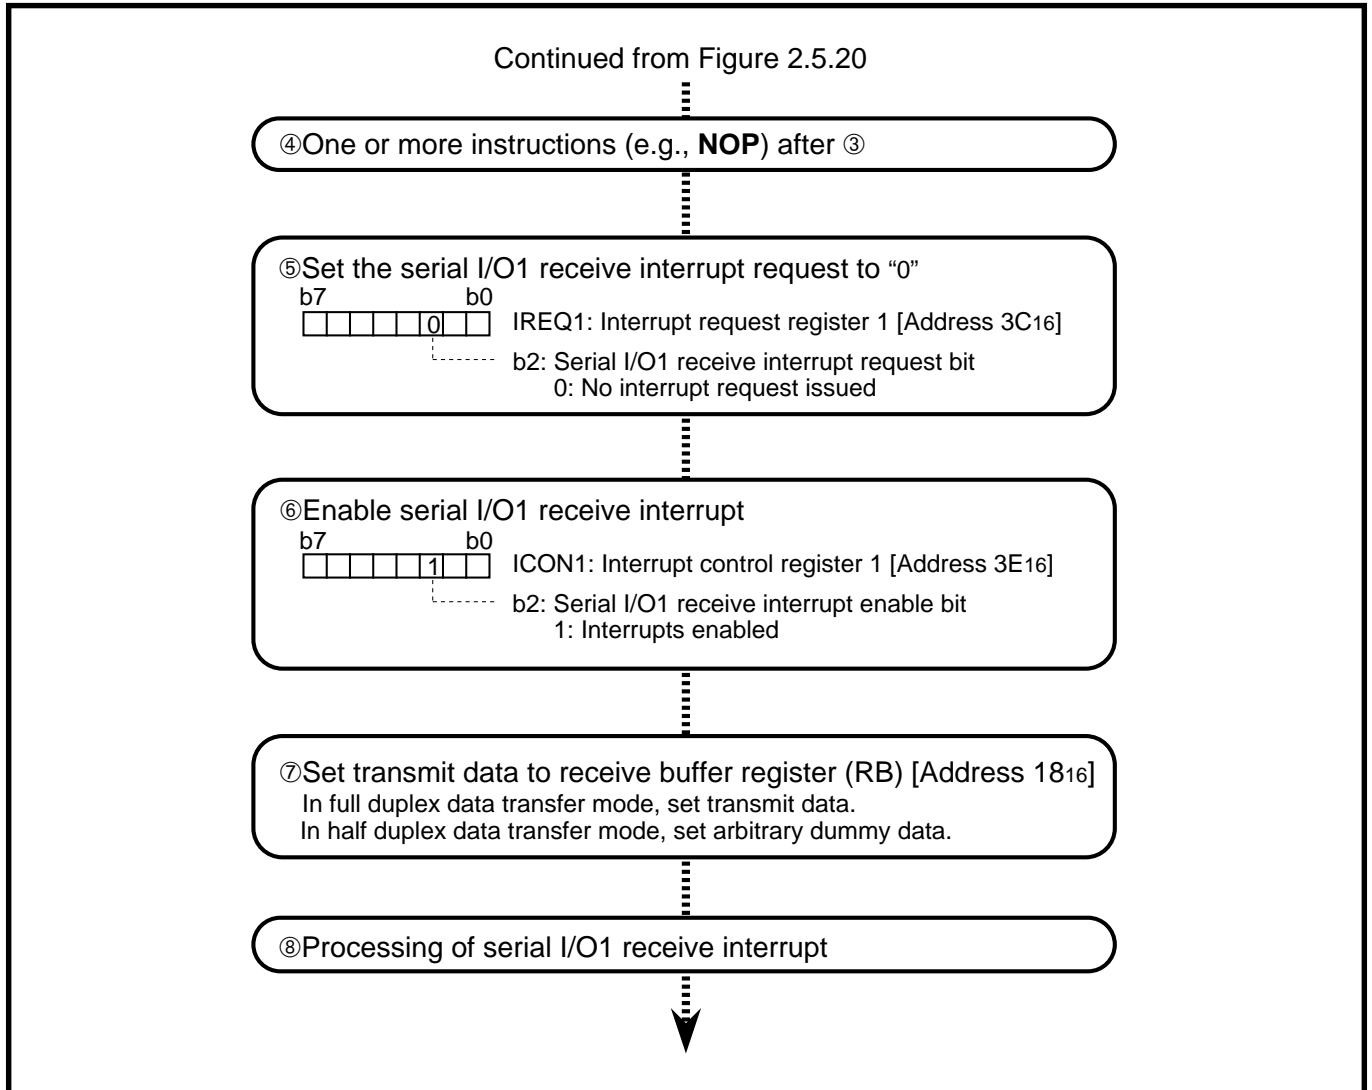 Continued from Figure 2.5.20
④One or more instructions (e.g., NOP) after ③
⑤Set the serial I/O1 receive interrupt request to “0”
b7 b0
0 IREQ1: Interrupt request register 1 [Address 3C16]
b2: Serial I/O1 receive interrupt request bit
0: No interrupt request issued
⑥Enable serial I/O1 receive interrupt
b7 b0
1 ICON1: Interrupt control register 1 [Address 3E16]
b2: Serial I/O1 receive interrupt enable bit
1: Interrupts enabled
⑦Set transmit data to receive buffer register (RB) [Address 1816]
In full duplex data transfer mode, set transmit data.
In half duplex data transfer mode, set arbitrary dummy data.
⑧Processing of serial I/O1 receive interrupt